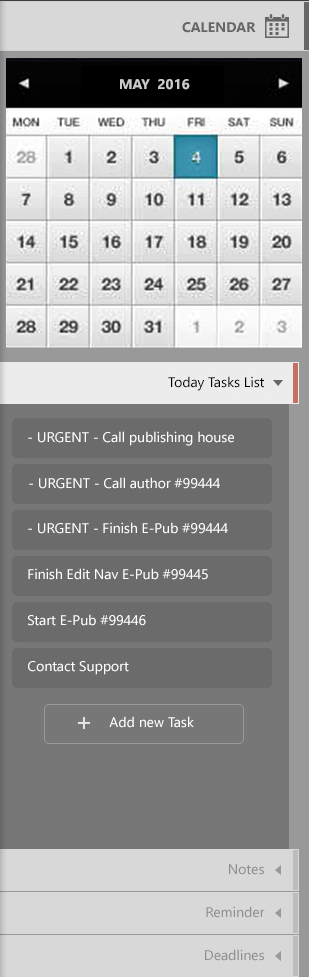 CALENDAR
MAY 2016
MON TUE WED THU FRI SAT SUN
28 1 2 3 4 5 6
7 8 9 10 11 12 13
14 15 16 17 18 19 20
21 22 23 24 25 26 27
28 29 30 31 1 2 3
Today Tasks List
- URGENT - Call publishing house
- URGENT - Call author #99444
- URGENT - Finish E-Pub #99444
Finish Edit Nav E-Pub #99445
Start E-Pub #99446
Contact Support
+ Add new Task
Notes
Reminder
Deadlines